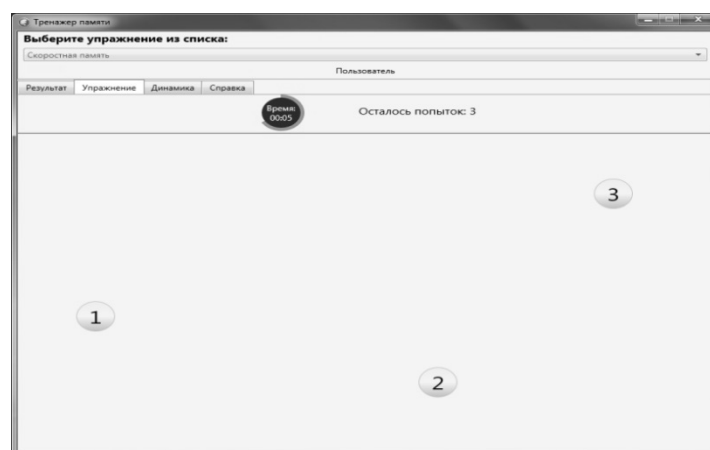 Тренажер памяти
Выберите упражнение из списка:
Скоростная память
Пользователь
Результат Упражнение Динамика Справка
Время:
00:05
Осталось попыток: 3
3
1
2